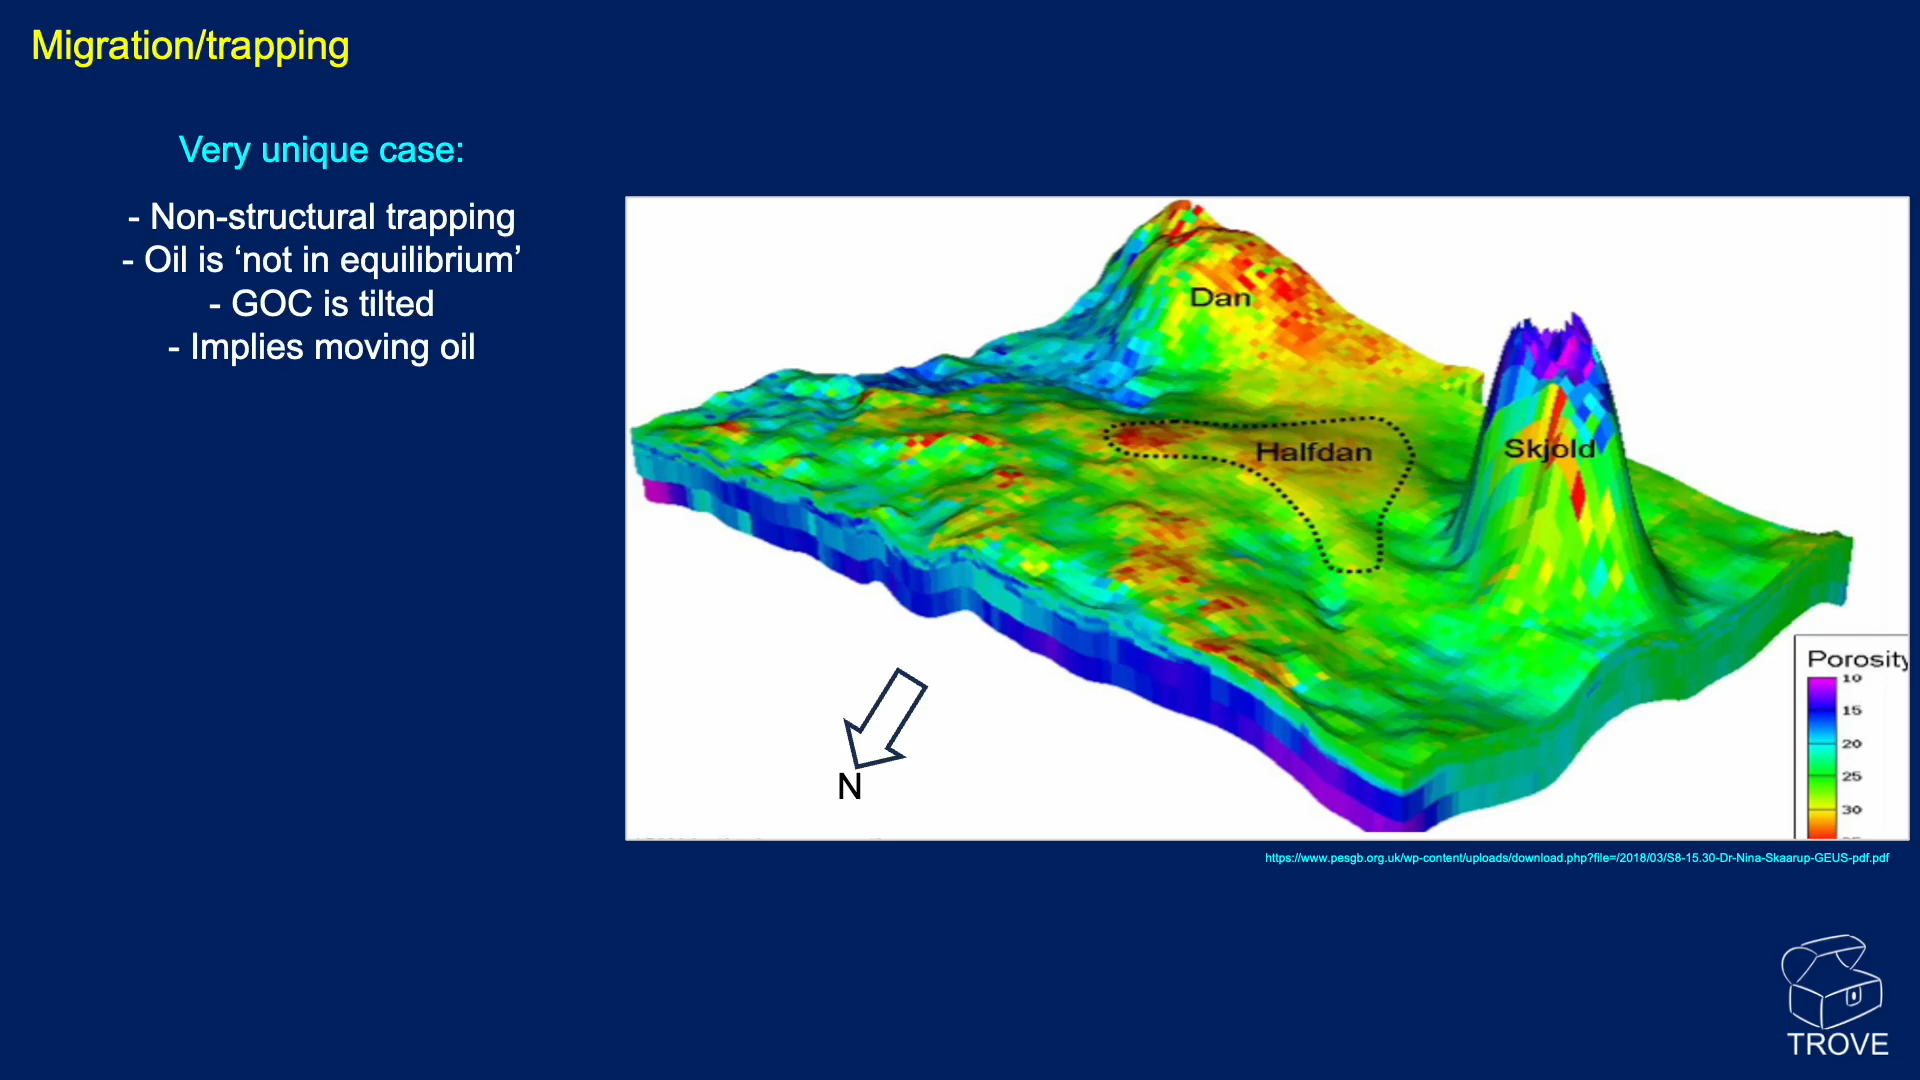 Migration/trapping
Very unique case:
- Non-structural trapping
- Oil is ‘not in equilibrium’
- GOC is tilted
- Implies moving oil
Dan
Halfdan
Skjold
N
Porosity
10
15
20
25
30
https://www.pesgb.org.uk/wp-content/uploads/download.php?file=/2018/03/S8-15.30-Dr-Nina-Skaarup-GEUS-pdf.pdf
TROVE